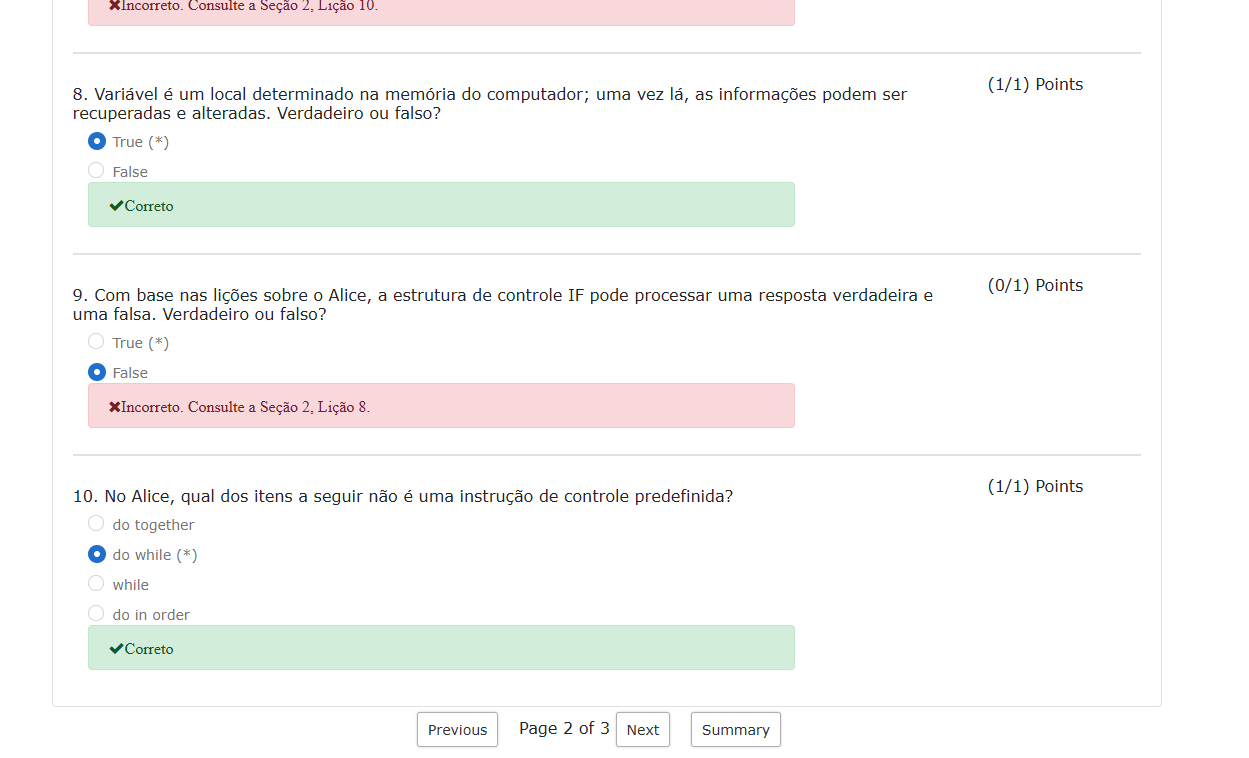 ✖Incorreto. Consulte a Seção 2, Lição 10.
8. Variável é um local determinado na memória do computador; uma vez lá, as informações podem ser
recuperadas e alteradas. Verdadeiro ou falso?
(1/1) Points
True (*)
False
✔Correto
9. Com base nas lições sobre o Alice, a estrutura de controle IF pode processar uma resposta verdadeira e
uma falsa. Verdadeiro ou falso?
(0/1) Points
True (*)
False
✖Incorreto. Consulte a Seção 2, Lição 8.
10. No Alice, qual dos itens a seguir não é uma instrução de controle predefinida?
(1/1) Points
do together
do while (*)
while
do in order
✔Correto
Previous Page 2 of 3 Next Summary